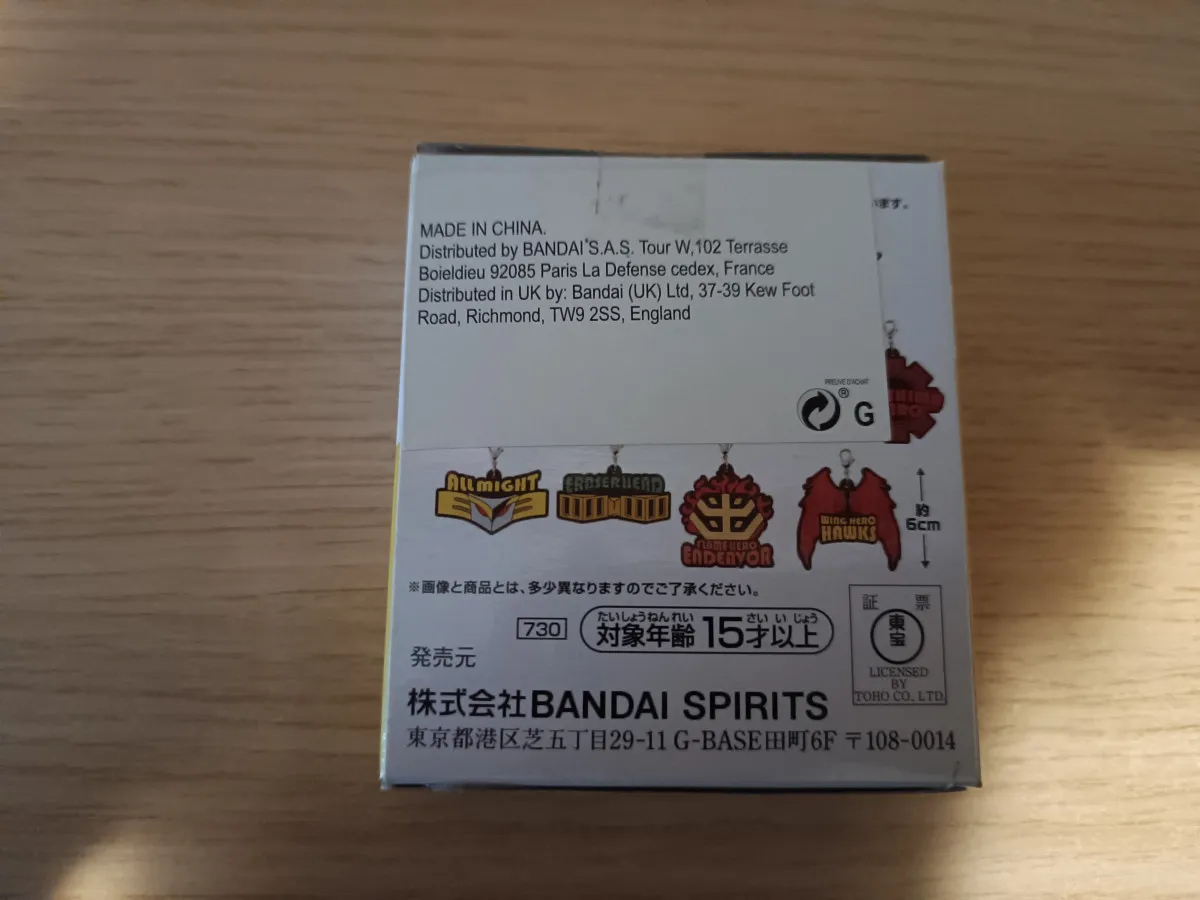 MADE IN CHINA.
Distributed by BANDAI S.A.S. Tour W,102 Terrasse
Boieldieu 92085 Paris La Defense cedex, France
Distributed in UK by: Bandai (UK) Ltd, 37-39 Kew Foot
Road, Richmond, TW9 2SS, England
います。
PREUVE D'ACHAT
® G
ALL MIGHT
ERASERHEAD
FLAME HERO
ENDEAVOR
WING HERO
HAWKS
約
6cm
※画像と商品とは、多少異なりますのでご了承ください。
730
たいしょうねんれい さい いじょう
対象年齢 15才以上
証 票
東宝
LICENSED
BY
TOHO CO., LTD.
発売元
株式会社BANDAI SPIRITS
東京都港区芝五丁目29-11 G-BASE田町6F 〒108-0014